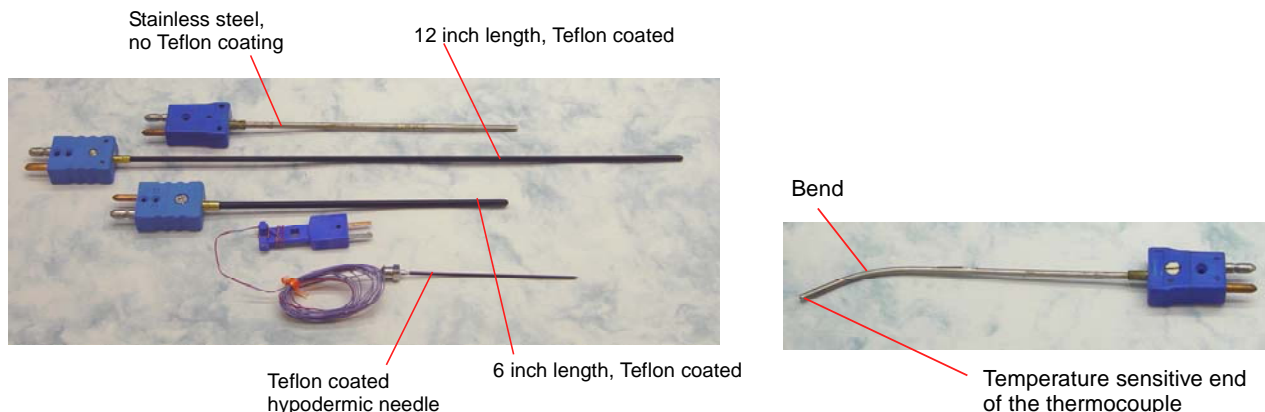 Stainless steel,
no Teflon coating
12 inch length, Teflon coated
Teflon coated
hypodermic needle
6 inch length, Teflon coated
Bend
Temperature sensitive end
of the thermocouple